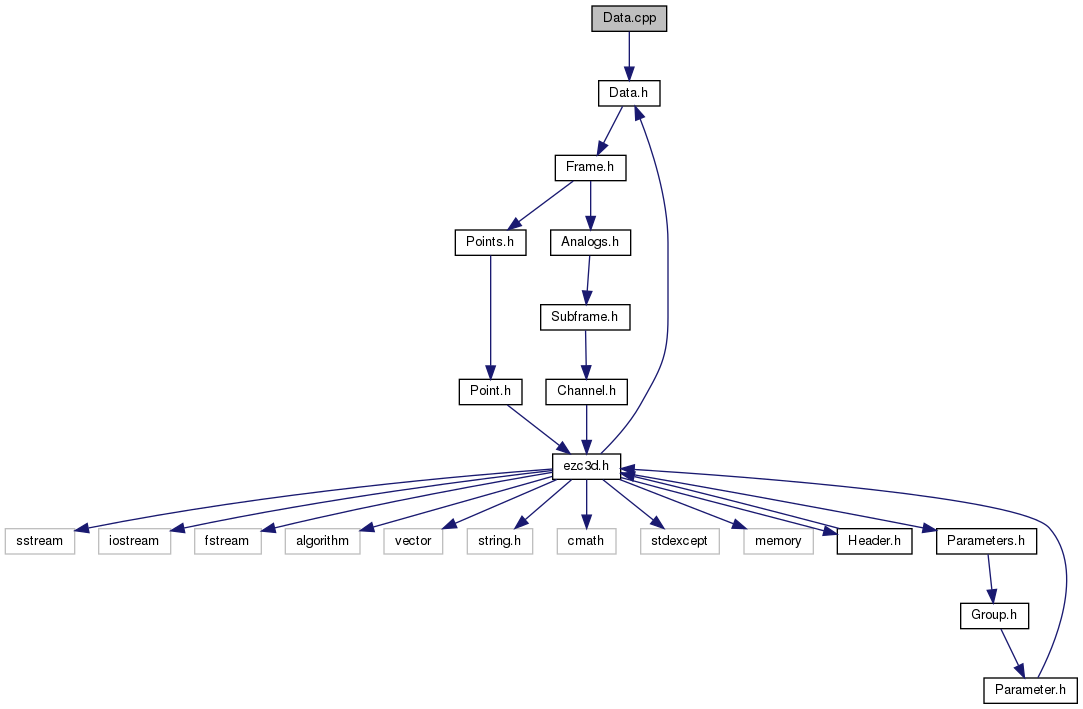 Data.cpp
Data.h
Frame.h
Points.h
Analogs.h
Subframe.h
Point.h
Channel.h
ezc3d.h
sstream
iostream
fstream
algorithm
vector
string.h
cmath
stdexcept
memory
Header.h
Parameters.h
Group.h
Parameter.h